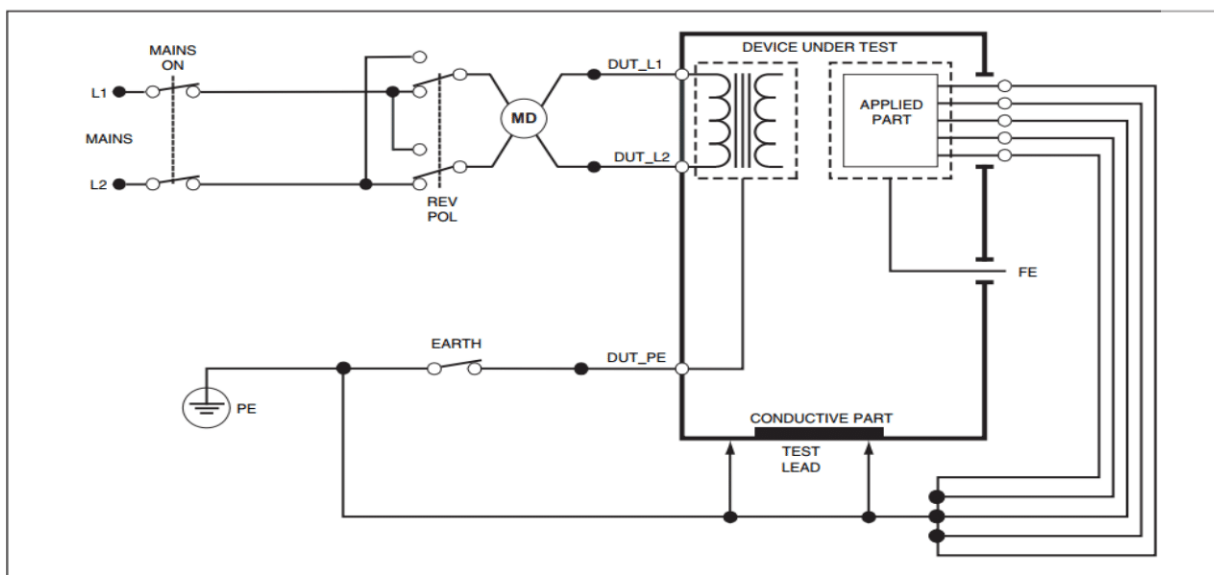 MAINS
ON
L1
MAINS
L2
REV
POL
MD
DUT_L1
DUT_L2
DEVICE UNDER TEST
APPLIED
PART
FE
EARTH
DUT_PE
PE
CONDUCTIVE PART
TEST
LEAD